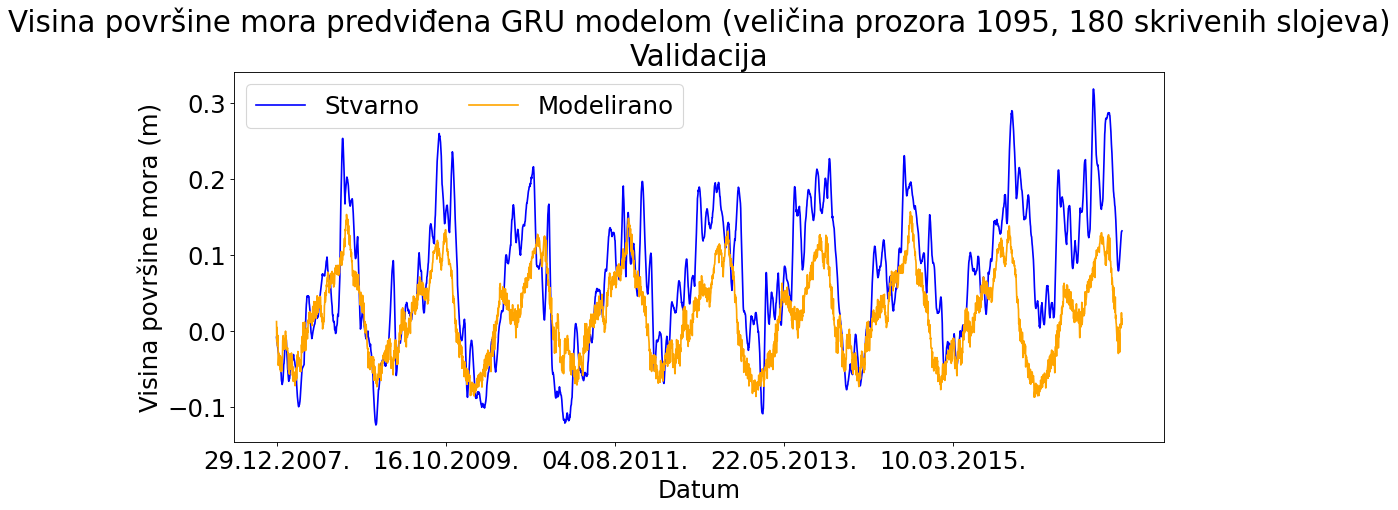 Visina površine mora predviđena GRU modelom (veličina prozora 1095, 180 skrivenih slojeva)
Validacija
Stvarno
Modelirano
Visina površine mora (m)
0.3
0.2
0.1
0.0
−0.1
29.12.2007.
16.10.2009.
04.08.2011.
22.05.2013.
10.03.2015.
Datum